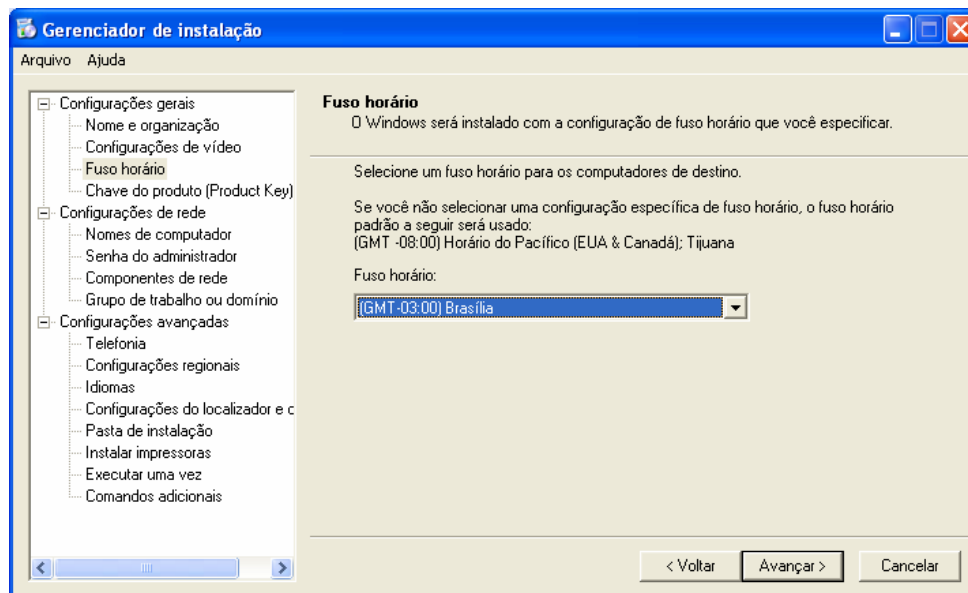 Gerenciador de instalação
Arquivo Ajuda
Configurações gerais
Nome e organização
Configurações de vídeo
Fuso horário
Chave do produto (Product Key)
Configurações de rede
Nomes de computador
Senha do administrador
Componentes de rede
Grupo de trabalho ou domínio
Configurações avançadas
Telefonia
Configurações regionais
Idiomas
Configurações do localizador e c
Pasta de instalação
Instalar impressoras
Executar uma vez
Comandos adicionais
Fuso horário
O Windows será instalado com a configuração de fuso horário que você especificar.
Selecione um fuso horário para os computadores de destino.
Se você não selecionar uma configuração específica de fuso horário, o fuso horário
padrão a seguir será usado:
(GMT -08:00) Horário do Pacífico (EUA & Canadá); Tijuana
Fuso horário:
(GMT-03:00) Brasília
< Voltar
Avançar >
Cancelar